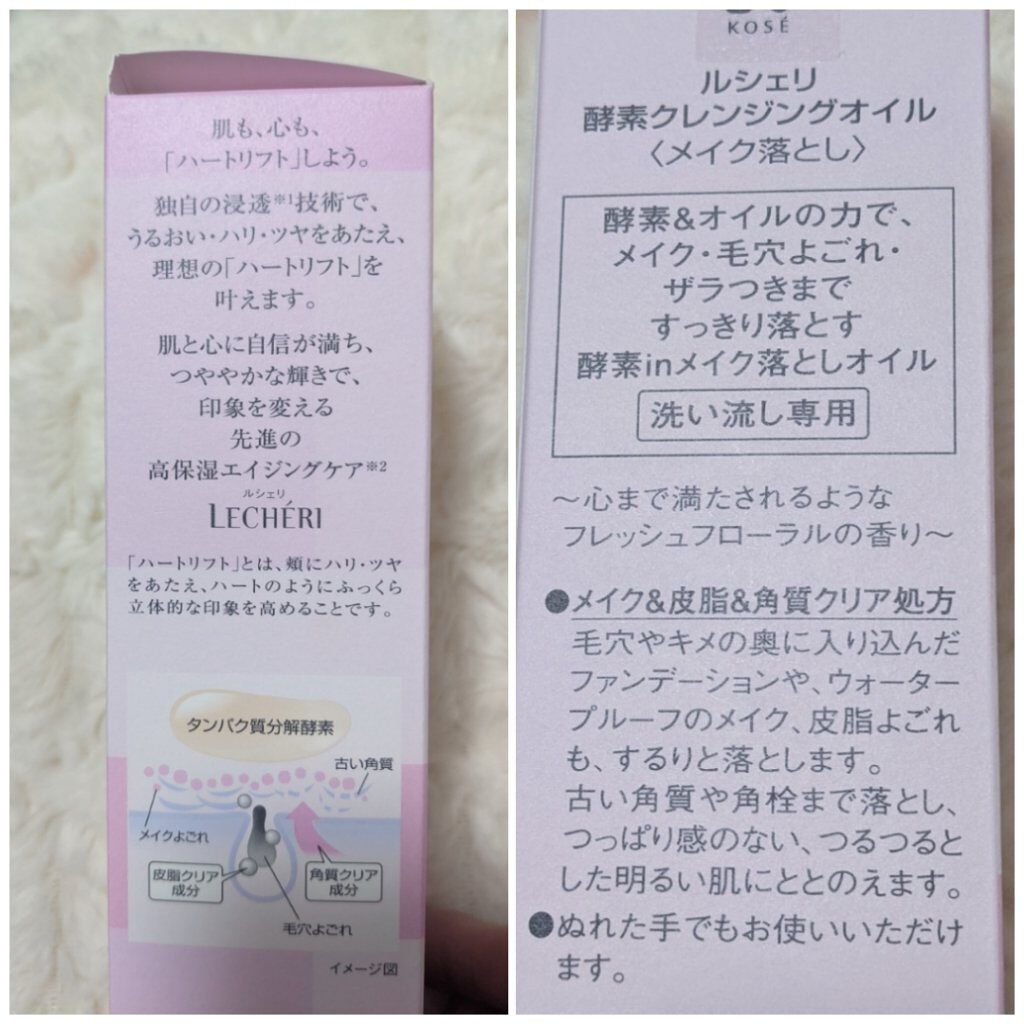 肌も、心も、
「ハートリフト」しよう。
独自の浸透※1技術で、
うるおい・ハリ・ツヤをあたえ、
理想の「ハートリフト」を
叶えます。
肌と心に自信が満ち、
つややかな輝きで、
印象を変える
先進の
高保湿エイジングケア※2
ルシェリ
LECHÉRI
「ハートリフト」とは、頰にハリ・ツヤ
をあたえ、ハートのようにふっくら
立体的な印象を高めることです。
タンパク質分解酵素
古い角質
メイクよごれ
皮脂クリア
成分
角質クリア
成分
毛穴よごれ
イメージ図
KOSÉ
ルシェリ
酵素クレンジングオイル
〈メイク落とし〉
酵素&オイルの力で、
メイク・毛穴よごれ・
ザラつきまで
すっきり落とす
酵素inメイク落としオイル
洗い流し専用
～心まで満たされるような
フレッシュフローラルの香り～
●メイク&皮脂&角質クリア処方
毛穴やキメの奥に入り込んだ
ファンデーションや、ウォーター
プルーフのメイク、皮脂よごれ
も、するりと落とします。
古い角質や角栓まで落とし、
つっぱり感のない、つるつると
した明るい肌にととのえます。
●ぬれた手でもお使いいただけ
ます。